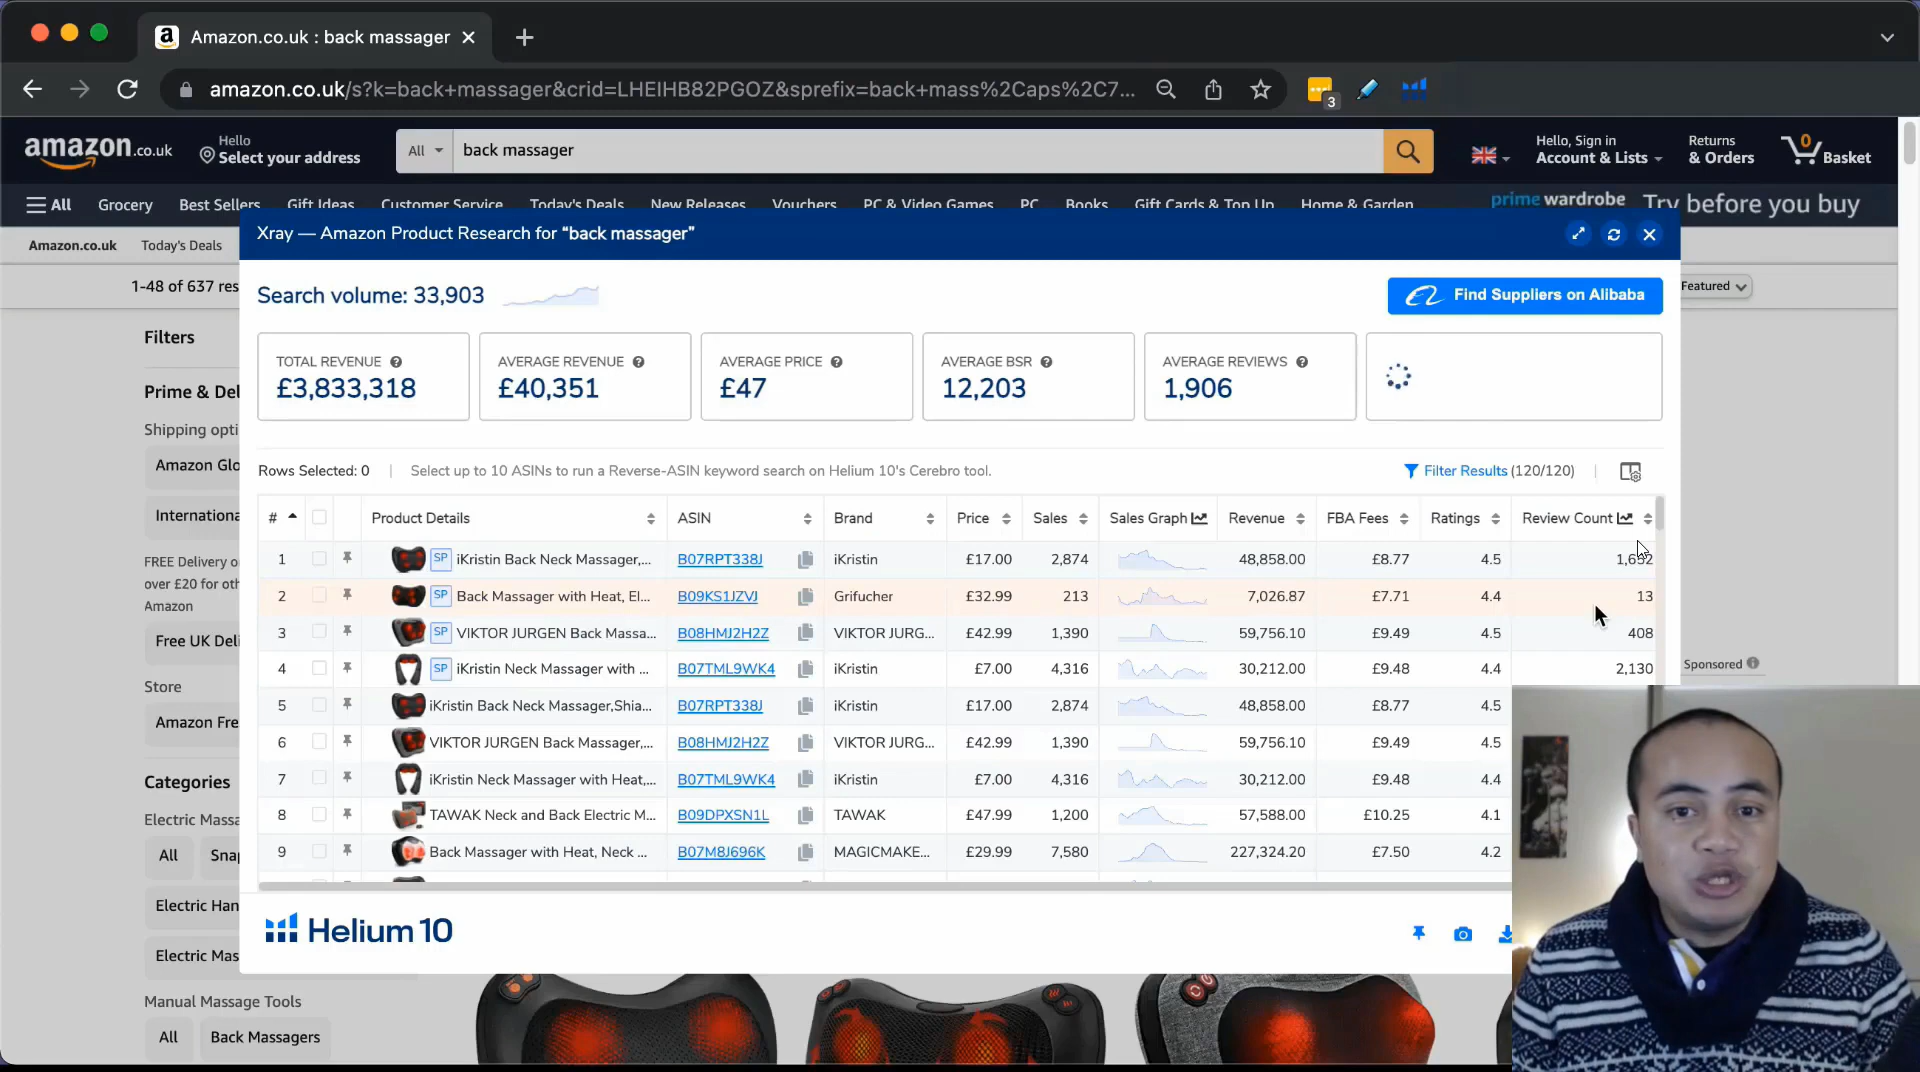 Amazon.co.uk : back massager
amazon.co.uk/s?k=back+massager&crid=LHEIHB82PGOZ&sprefix=back+mass%2Caps%2C7...
3
amazon.co.uk
Hello
Select your address
All
back massager
Hello, Sign in
Account & Lists
Returns
& Orders
0
Basket
All Grocery Best Sellers Gift Ideas Customer Service Today's Deals New Releases Vouchers PC & Video Games PC Books Gift Cards & Top Up Home & Garden
prime wardrobe Try before you buy
Amazon.co.uk Today's Deals
Xray — Amazon Product Research for “back massager”
1-48 of 637 res
Featured
Search volume: 33,903
Find Suppliers on Alibaba
Filters
TOTAL REVENUE ?
£3,833,318
AVERAGE REVENUE ?
£40,351
AVERAGE PRICE ?
£47
AVERAGE BSR ?
12,203
AVERAGE REVIEWS ?
1,906
Prime & Del
Shipping opti
Amazon Glo
Internationa
FREE Delivery o
over £20 for
Amazon
Free UK Deli
Store
Amazon Fre
Categories
Electric Massa
All Sna
Electric Han
Electric Mas
Manual Massage Tools
All Back Massagers
Rows Selected: 0 | Select up to 10 ASINs to run a Reverse-ASIN keyword search on Helium 10's Cerebro tool.
Filter Results (120/120)
# Product Details ASIN Brand Price Sales Sales Graph Revenue FBA Fees Ratings Review Count
1 SP iKristin Back Neck Massager,... B07RPT338J iKristin £17.00 2,874 48,858.00 £8.77 4.5 1,652
2 SP Back Massager with Heat, El... B09KS1JZVJ Grifucher £32.99 213 7,026.87 £7.71 4.4 13
3 SP VIKTOR JURGEN Back Massa... B08HMJ2H2Z VIKTOR JURG... £42.99 1,390 59,756.10 £9.49 4.5 408
4 SP iKristin Neck Massager with ... B07TML9WK4 iKristin £7.00 4,316 30,212.00 £9.48 4.4 2,130
5 iKristin Back Neck Massager,Shia... B07RPT338J iKristin £17.00 2,874 48,858.00 £8.77 4.5
6 VIKTOR JURGEN Back Massager,... B08HMJ2H2Z VIKTOR JURG... £42.99 1,390 59,756.10 £9.49 4.5
7 iKristin Neck Massager with Heat,... B07TML9WK4 iKristin £7.00 4,316 30,212.00 £9.48 4.4
8 TAWAK Neck and Back Electric M... B09DPXSN1L TAWAK £47.99 1,200 57,588.00 £10.25 4.1
9 Back Massager with Heat, Neck ... B07M8J696K MAGICMAKE... £29.99 7,580 227,324.20 £7.50 4.2
Sponsored
Helium 10